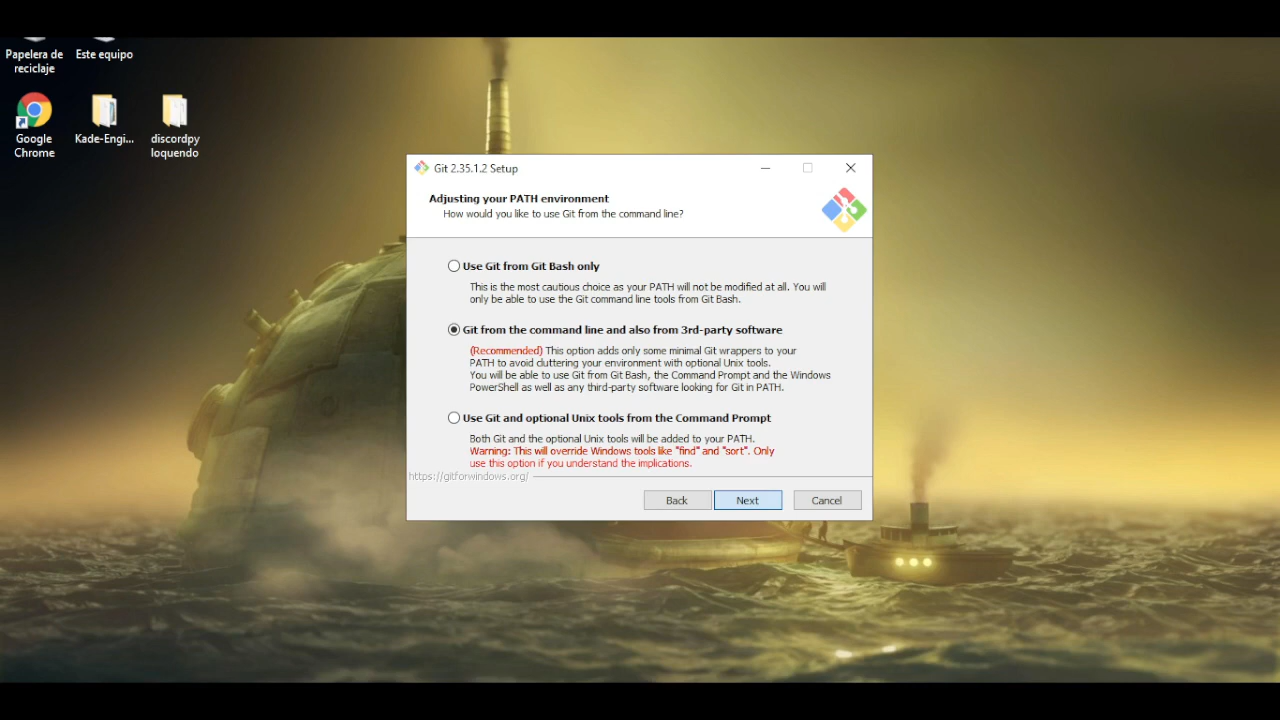 Papelera de
reciclaje
Este equipo
Google
Chrome
Kade-Engi...
discordpy
loquendo
Git 2.35.1.2 Setup
Adjusting your PATH environment
How would you like to use Git from the command line?
Use Git from Git Bash only
This is the most cautious choice as your PATH will not be modified at all. You will
only be able to use the Git command line tools from Git Bash.
Git from the command line and also from 3rd-party software
(Recommended) This option adds only some minimal Git wrappers to your
PATH to avoid cluttering your environment with optional Unix tools.
You will be able to use Git from Git Bash, the Command Prompt and the Windows
PowerShell as well as any third-party software looking for Git in PATH.
Use Git and optional Unix tools from the Command Prompt
Both Git and the optional Unix tools will be added to your PATH.
Warning: This will override Windows tools like "find" and "sort". Only
use this option if you understand the implications.
https://gitforwindows.org/
Back
Next
Cancel